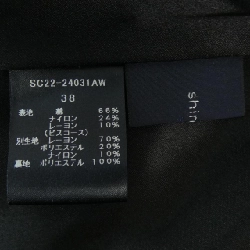 SC22-24031AW
38
表地 綿 66%
ナイロン 24%
レーヨン 10%
(ビスコース)
別生地 レーヨン 70%
ポリエステル 20%
ナイロン 10%
裏地 ポリエステル 100%
shin